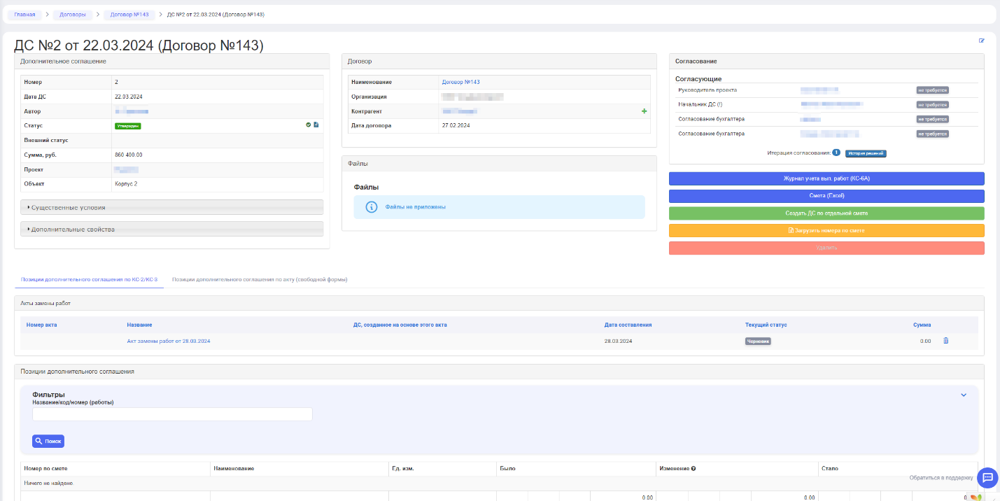 Главная
Договоры
Договор №143
ДС №2 от 22.03.2024 (Договор №143)
ДС №2 от 22.03.2024 (Договор №143)
Дополнительное соглашение
Номер 2
Дата ДС 22.03.2024
Автор
Статус Утвержден
Внешний статус
Сумма, руб. 860 400.00
Проект
Объект Корпус 2
Существенные условия
Дополнительные свойства
Договор
Наименование Договор №143
Организация
Контрагент
Дата договора 27.02.2024
Файлы
Файлы
Файлы не приложены
Согласование
Согласующие
Руководитель проекта не требуется
Начальник ДС (!) не требуется
Согласование бухгалтера не требуется
Согласование бухгалтера не требуется
Итерация согласования: 1 История решений
Журнал учета вып. работ (КС-6А)
Смета (Excel)
Создать ДС по отдельной смете
Загрузить номера по смете
Удалить
Позиции дополнительного соглашения по КС-2/КС-3
Позиции дополнительного соглашения по акту (свободной формы)
Акты замены работ
Номер акта Название ДС, созданное на основе этого акта Дата составления Текущий статус Сумма
Акт замены работ от 28.03.2024 28.03.2024 Черновик 0.00
Позиции дополнительного соглашения
Фильтры
Название/код/номер (работы)
Поиск
Номер по смете Наименование Ед. изм. Было Изменение Стало
Ничего не найдено
Обратиться в поддержку
0.00 0.00